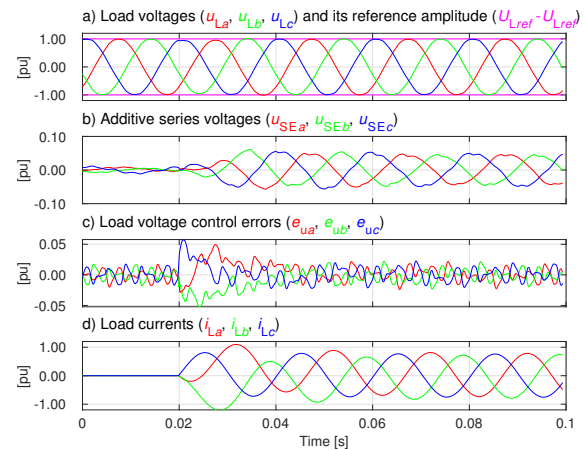 a) Load voltages (uLa, uLb, uLc) and its reference amplitude (ULref - ULref)
1.00
0.00
-1.00
[pu]
b) Additive series voltages (uSEa, uSEb, uSEc)
0.10
0.00
-0.10
[pu]
c) Load voltage control errors (eua, eub, euc)
0.05
0.00
-0.05
[pu]
d) Load currents (iLa, iLb, iLc)
1.00
0.00
-1.00
[pu]
0 0.02 0.04 0.06 0.08 0.1
Time [s]